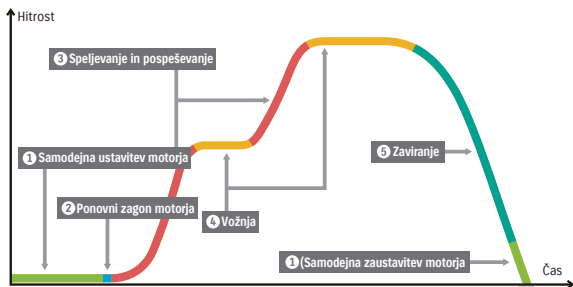 Hitrost
3 Speljevanje in pospeševanje
1 Samodejna ustavitev motorja
2 Ponovni zagon motorja
4 Vožnja
5 Zaviranje
1 (Samodejna zaustavitev motorja
Čas